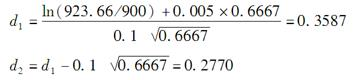 d₁ = (ln(923.66/900) + 0.005 × 0.6667) / (0.1 √0.6667) = 0.3587
d₂ = d₁ − 0.1 √0.6667 = 0.2770